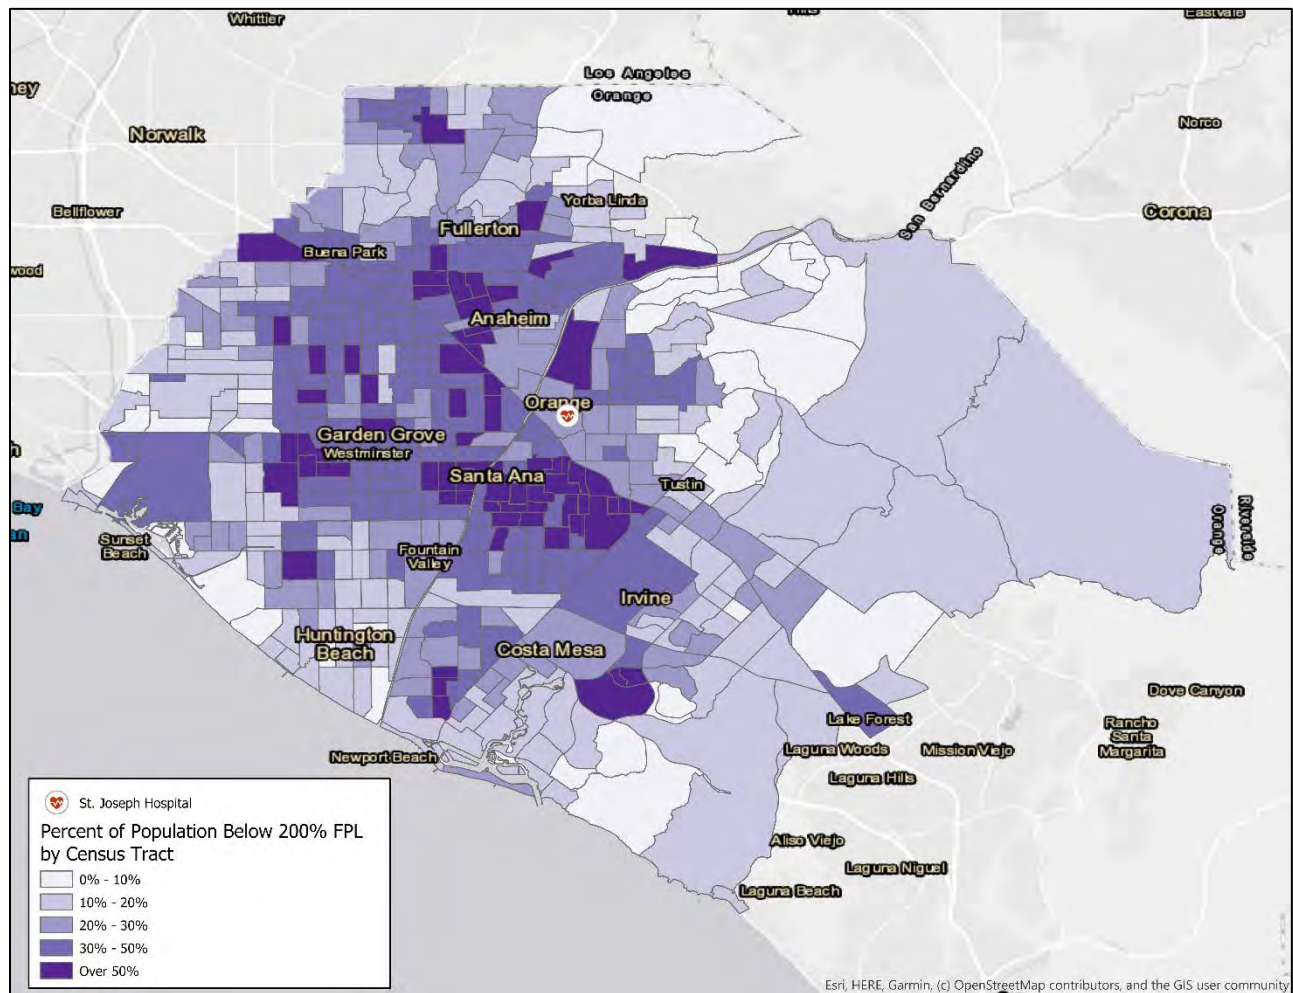 Whittier
Eastvale
Los Angeles
Orange
Norwalk
Norco
San Bernardino
Bellflower
Yorba Linda
Corona
Fullerton
Buena Park
wood
Anaheim
Orange
Garden Grove
Westminster
Santa Ana
Tustin
Bay
Riverside
Orange
Sunset
Beach
Fountain
Valley
Irvine
Huntington
Beach
Costa Mesa
Dove Canyon
Lake Forest
Rancho
Santa
Margarita
Newport Beach
Laguna Woods
Mission Viejo
Laguna Hills
Aliso Viejo
Laguna Niguel
Laguna Beach
St. Joseph Hospital
Percent of Population Below 200% FPL
by Census Tract
0% - 10%
10% - 20%
20% - 30%
30% - 50%
Over 50%
Esri, HERE, Garmin, (c) OpenStreetMap contributors, and the GIS user community